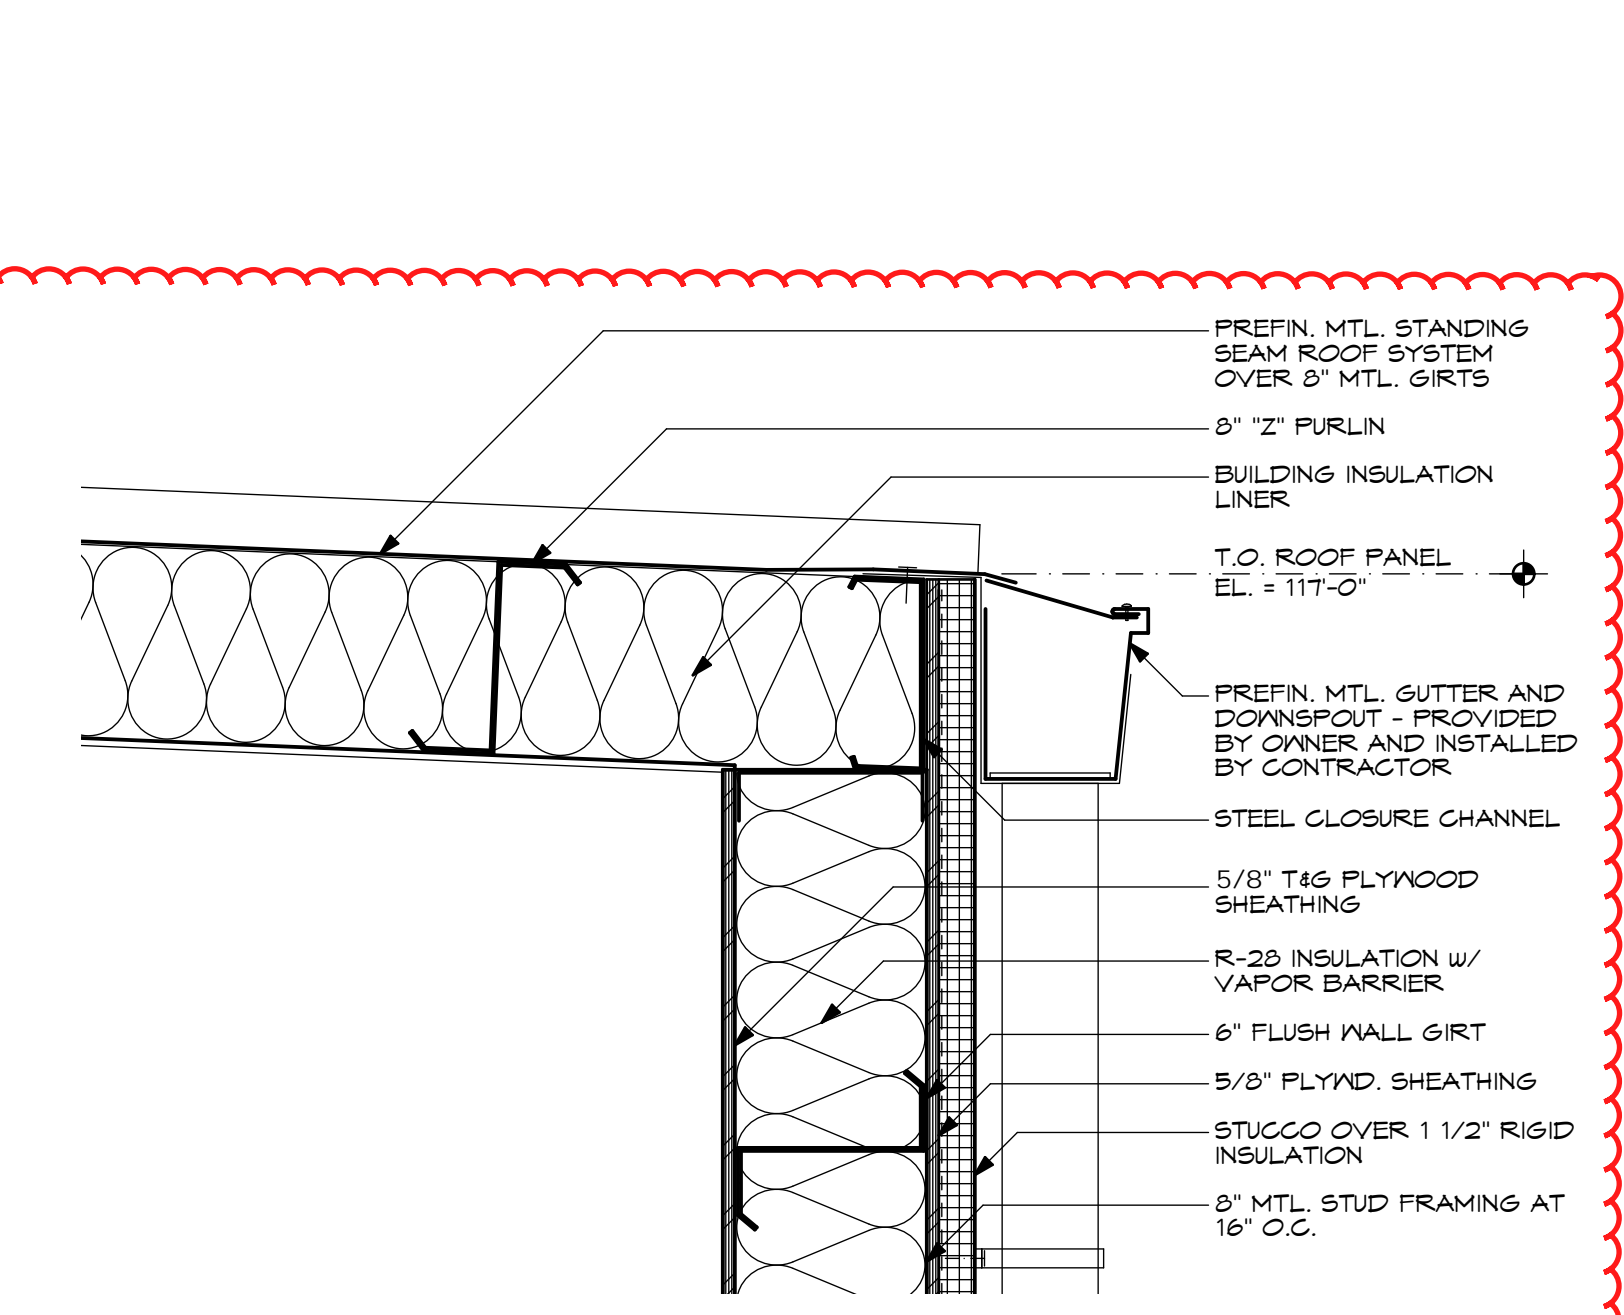 PREFIN. MTL. STANDING
SEAM ROOF SYSTEM
OVER 8" MTL. GIRTS
8" "Z" PURLIN
BUILDING INSULATION
LINER
T.O. ROOF PANEL
EL. = 117'-0"
PREFIN. MTL. GUTTER AND
DOWNSPOUT - PROVIDED
BY OWNER AND INSTALLED
BY CONTRACTOR
STEEL CLOSURE CHANNEL
5/8" T&G PLYWOOD
SHEATHING
R-28 INSULATION w/
VAPOR BARRIER
6" FLUSH WALL GIRT
5/8" PLYWD. SHEATHING
STUCCO OVER 1 1/2" RIGID
INSULATION
8" MTL. STUD FRAMING AT
16" O.C.